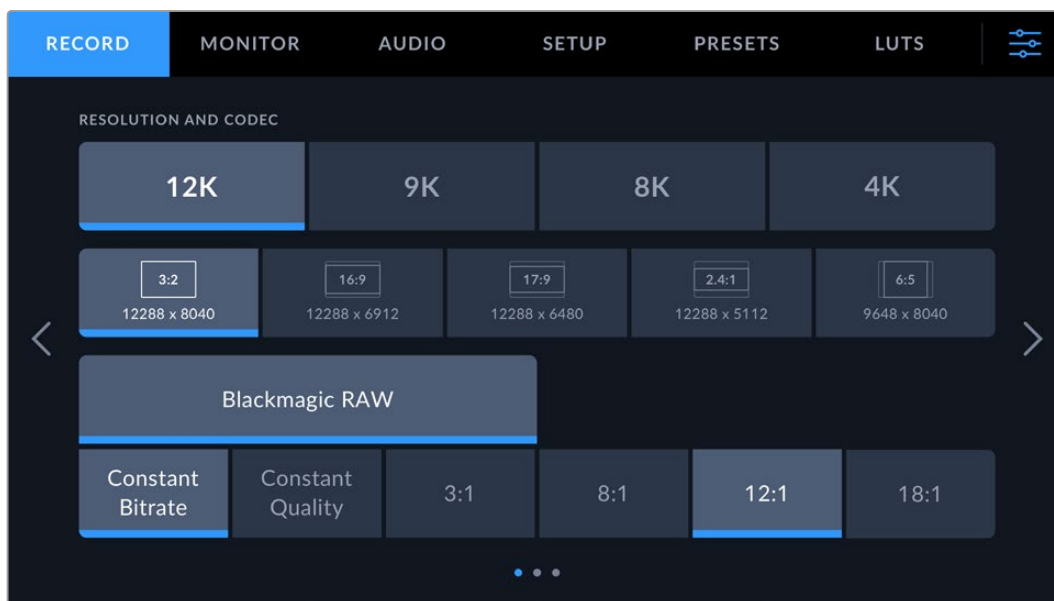 RECORD MONITOR AUDIO SETUP PRESETS LUTS
RESOLUTION AND CODEC
12K 9K 8K 4K
3:2 16:9 17:9 2.4:1 6:5
12288 x 8040 12288 x 6912 12288 x 6480 12288 x 5112 9648 x 8040
Blackmagic RAW
Constant Bitrate Constant Quality 3:1 8:1 12:1 18:1